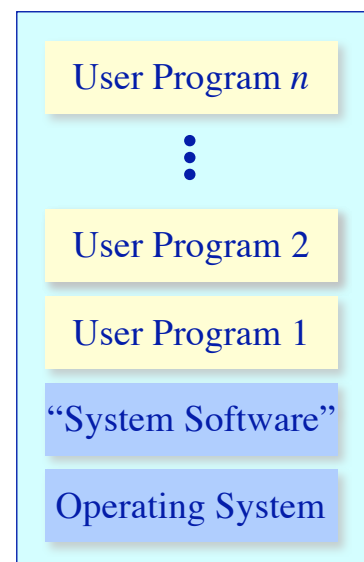 User Program n
User Program 2
User Program 1
“System Software”
Operating System